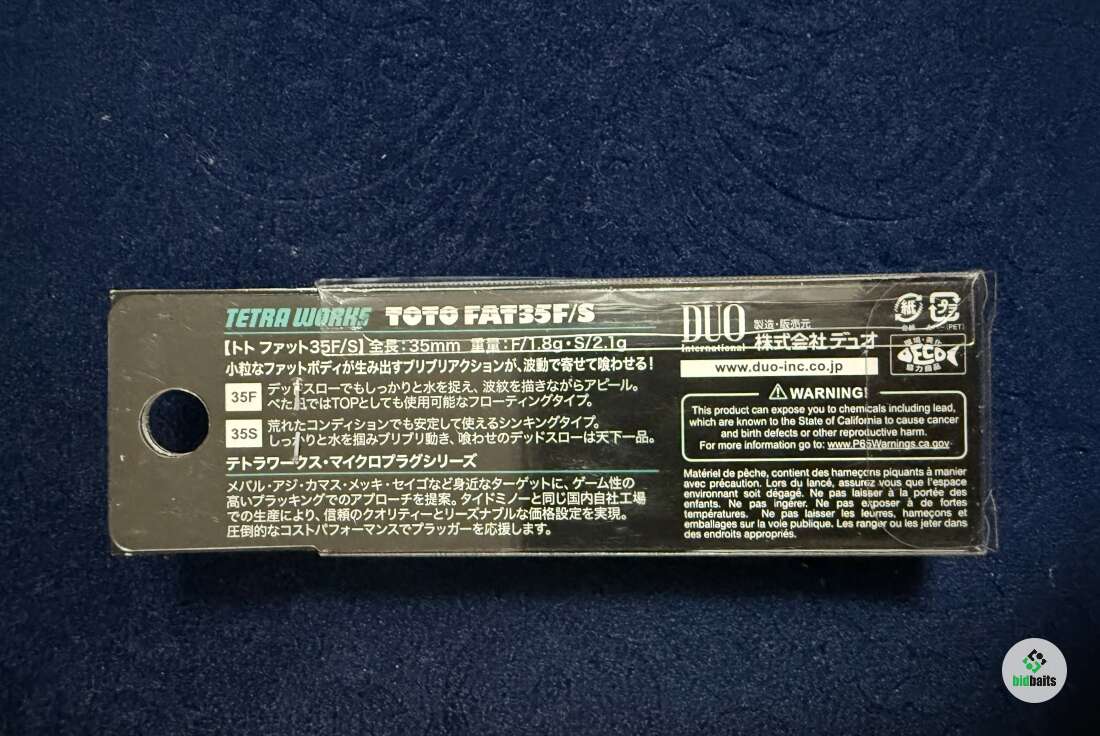 TETRA WORKS TOTO FAT35F/S
【トト ファット35F/S】全長：35mm 重量：F/1.8g・S/2.1g
小粒なファットボディが生み出すブリブリアクションが、波動で寄せて喰わせる！
35F デッドスローでもしっかりと水を捉え、波紋を描きながらアピール。
べた凪ではTOPとしても使用可能なフローティングタイプ。
35S 荒れたコンディションでも安定して使えるシンキングタイプ。
しっかりと水を掴みブリブリ動き、喰わせのデッドスローは天下一品。
テトラワークス・マイクロプラグシリーズ
メバル・アジ・カマス・メッキ・セイゴなど身近なターゲットに、ゲーム性の
高いプラッキングでのアプローチを提案。タイドミノーと同じ国内自社工場
での生産により、信頼のクオリティーとリーズナブルな価格設定を実現。
圧倒的なコストパフォーマンスでプラッガーを応援します。
DUO
International
製造・販売元
株式会社デュオ
www.duo-inc.co.jp
紙
プラ
(PET)
環境・美化
ECO
協力商品
WARNING!
This product can expose you to chemicals including lead,
which are known to the State of California to cause cancer
and birth defects or other reproductive harm.
For more information go to: www.P65Warnings.ca.gov
Matériel de pêche, contient des hameçons piquants à manier
avec précaution. Lors du lancé, assurez vous que l'espace
environnant soit dégagé. Ne pas laisser à la portée des
enfants. Ne pas ingérer. Ne pas exposer à de fortes
températures. Ne pas laisser les leurres, hameçons et
emballages sur la voie publique. Les ranger ou les jeter dans
des endroits appropriés.
bidbaits